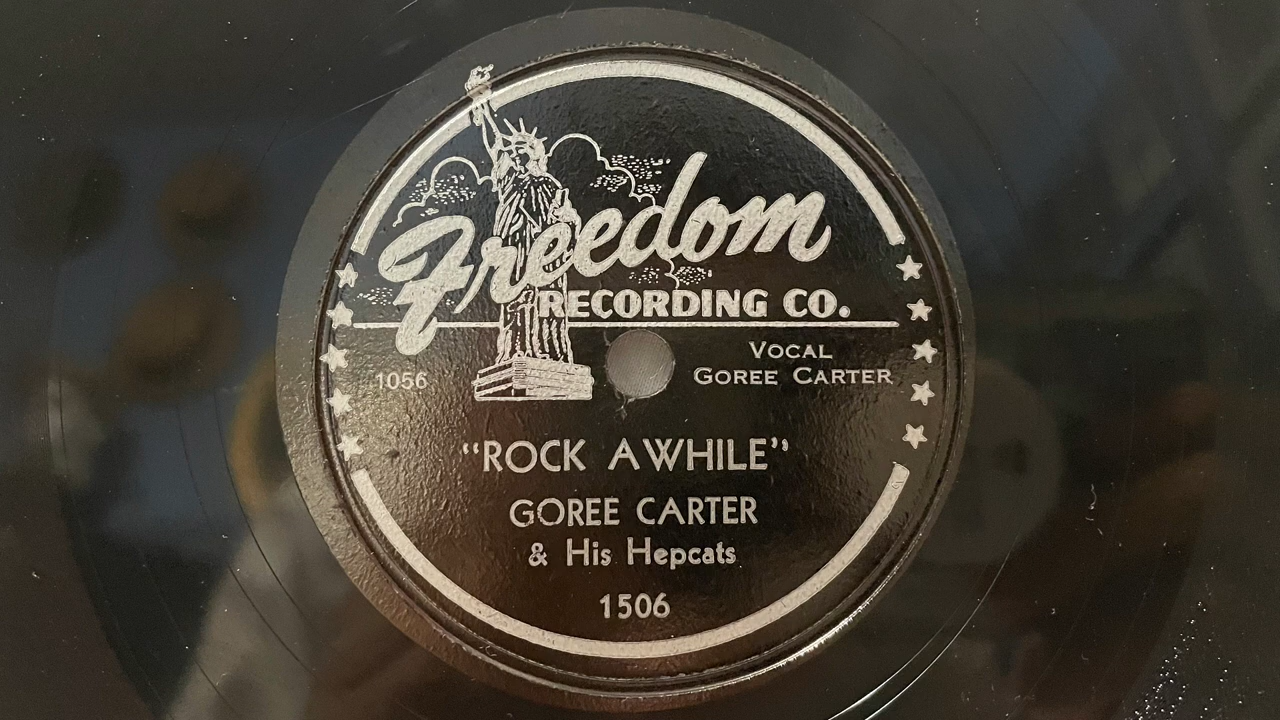 Freedom
RECORDING CO.
VOCAL
1056
GOREE CARTER
“ROCK AWHILE”
GOREE CARTER
& His Hepcats
1506